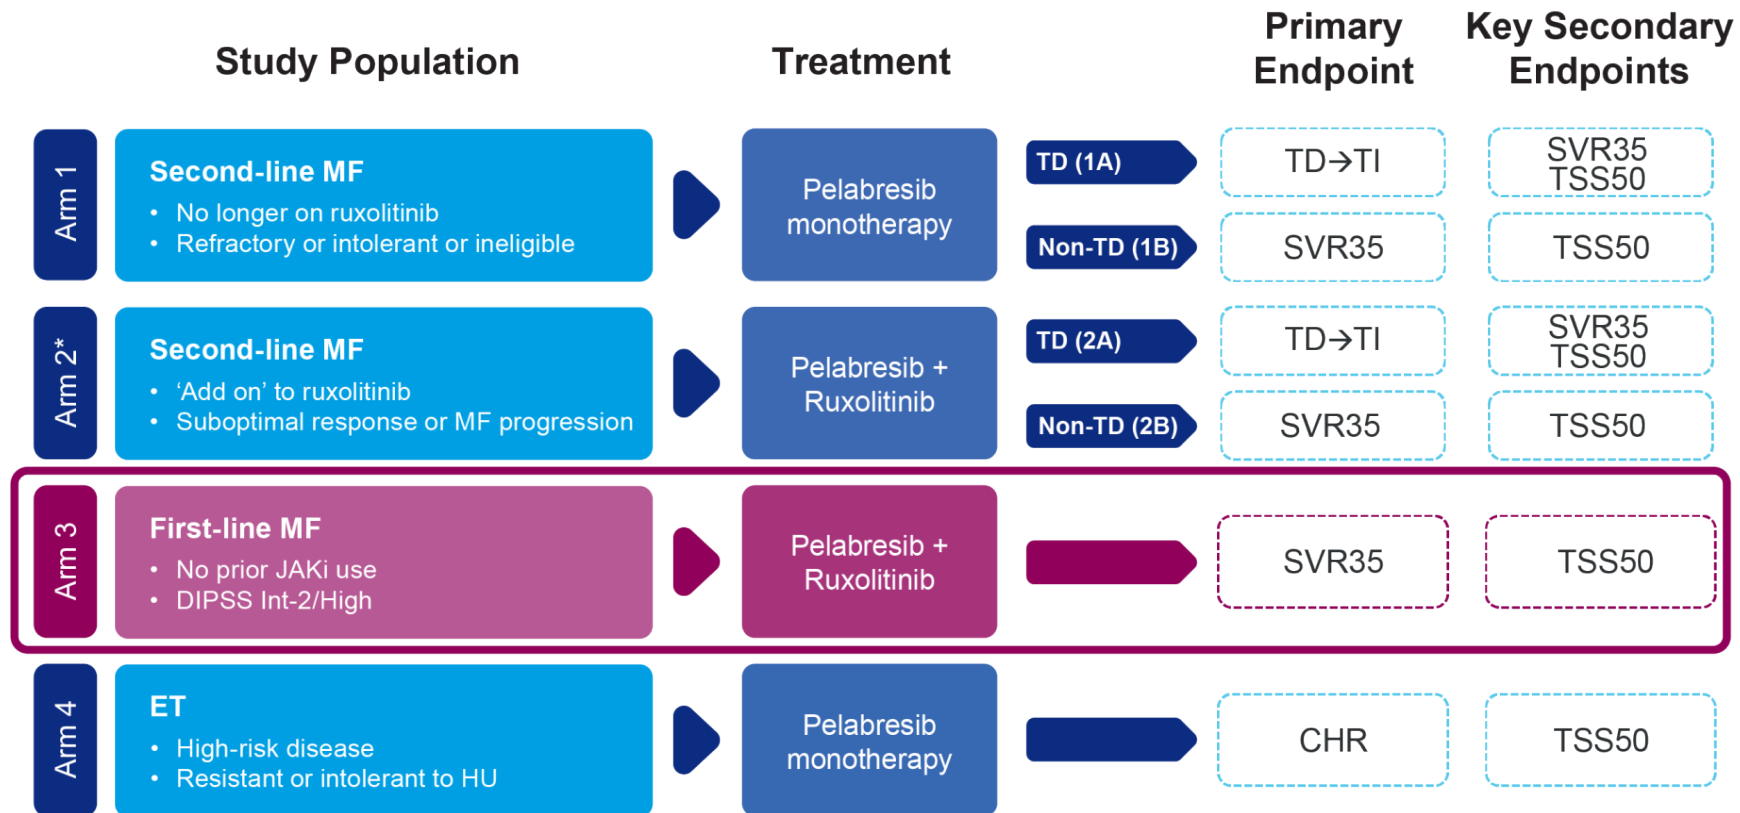 Study Population
Treatment
Primary
Endpoint
Key Secondary
Endpoints
Arm 1
Second-line MF
• No longer on ruxolitinib
• Refractory or intolerant or ineligible
Pelabresib
monotherapy
TD (1A)
TD→TI
SVR35
TSS50
Non-TD (1B)
SVR35
TSS50
Arm 2*
Second-line MF
• ‘Add on’ to ruxolitinib
• Suboptimal response or MF progression
Pelabresib +
Ruxolitinib
TD (2A)
TD→TI
SVR35
TSS50
Non-TD (2B)
SVR35
TSS50
Arm 3
First-line MF
• No prior JAKi use
• DIPSS Int-2/High
Pelabresib +
Ruxolitinib
SVR35
TSS50
Arm 4
ET
• High-risk disease
• Resistant or intolerant to HU
Pelabresib
monotherapy
CHR
TSS50